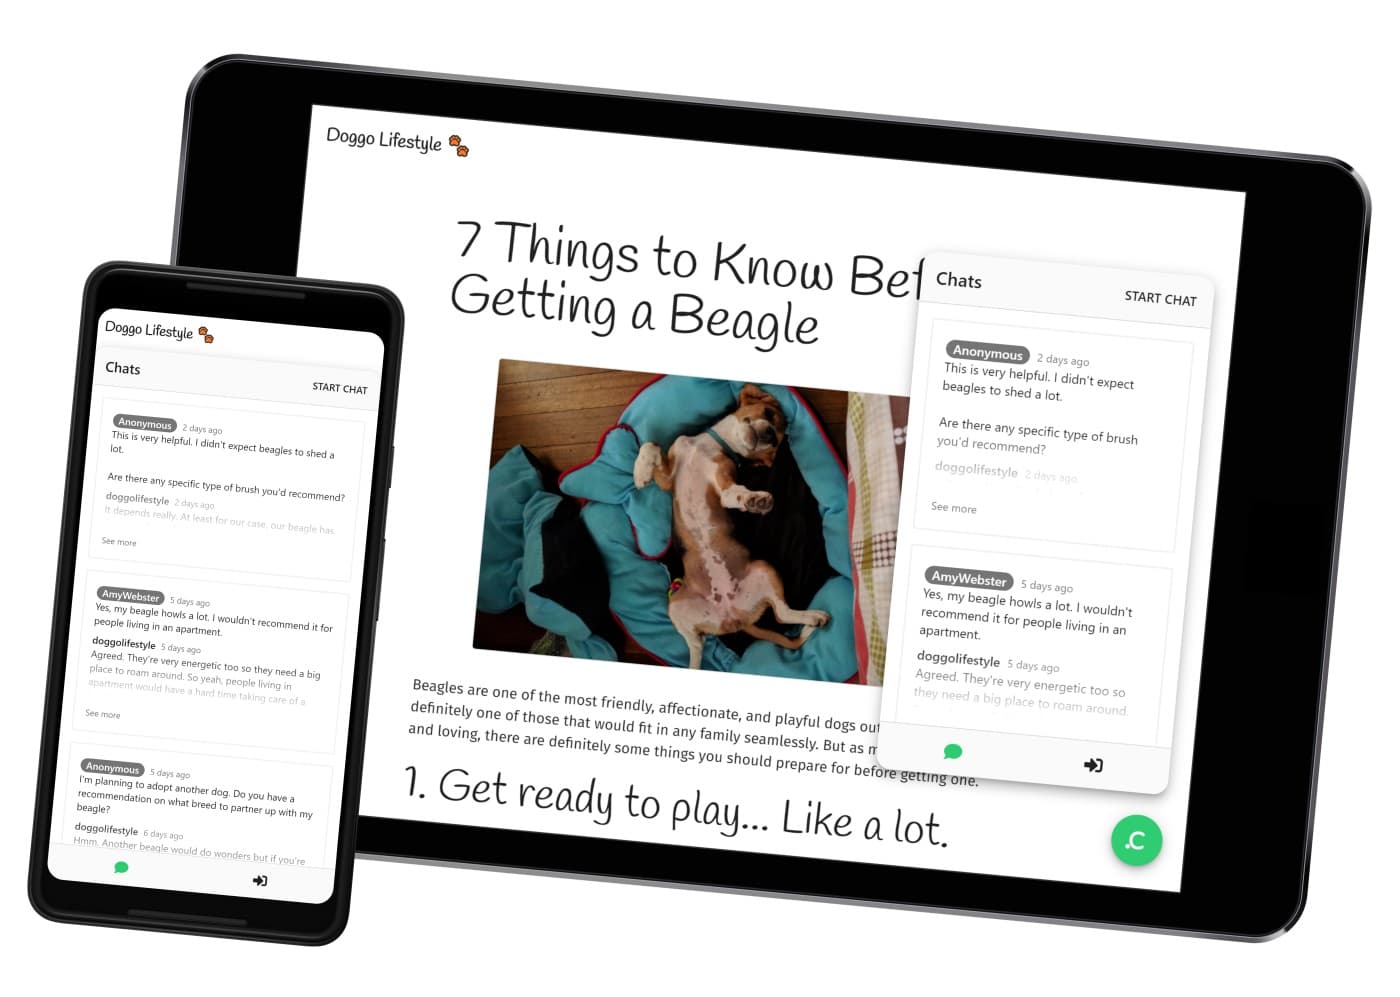 Doggo Lifestyle
7 Things to Know Bef
Getting a Beagle
Beagles are one of the most friendly, affectionate, and playful dogs out
definitely one of those that would fit in any family seamlessly. But as m
and loving, there are definitely some things you should prepare for before getting one.
1. Get ready to play... Like a lot.
Chats
START CHAT
Anonymous 2 days ago
This is very helpful. I didn't expect
beagles to shed a lot.
Are there any specific type of brush
you'd recommend?
doggolifestyle 2 days ago
See more
AmyWebster 5 days ago
Yes, my beagle howls a lot. I wouldn't
recommend it for people living in an
apartment.
doggolifestyle 5 days ago
Agreed. They're very energetic too so
they need a big place to roam around.
.C
Doggo Lifestyle
Chats
START CHAT
Anonymous 2 days ago
This is very helpful. I didn't expect beagles to shed a
lot.
Are there any specific type of brush you'd recommend?
doggolifestyle 2 days ago
It depends really. At least for our case, our beagle has
See more
AmyWebster 5 days ago
Yes, my beagle howls a lot. I wouldn't recommend it for
people living in an apartment.
doggolifestyle 5 days ago
Agreed. They're very energetic too so they need a big
place to roam around. So yeah, people living in
apartment would have a hard time taking care of a
See more
Anonymous 5 days ago
I'm planning to adopt another dog. Do you have a
recommendation on what breed to partner up with my
beagle?
doggolifestyle 6 days ago
Hmm. Another beagle would do wonders but if you're